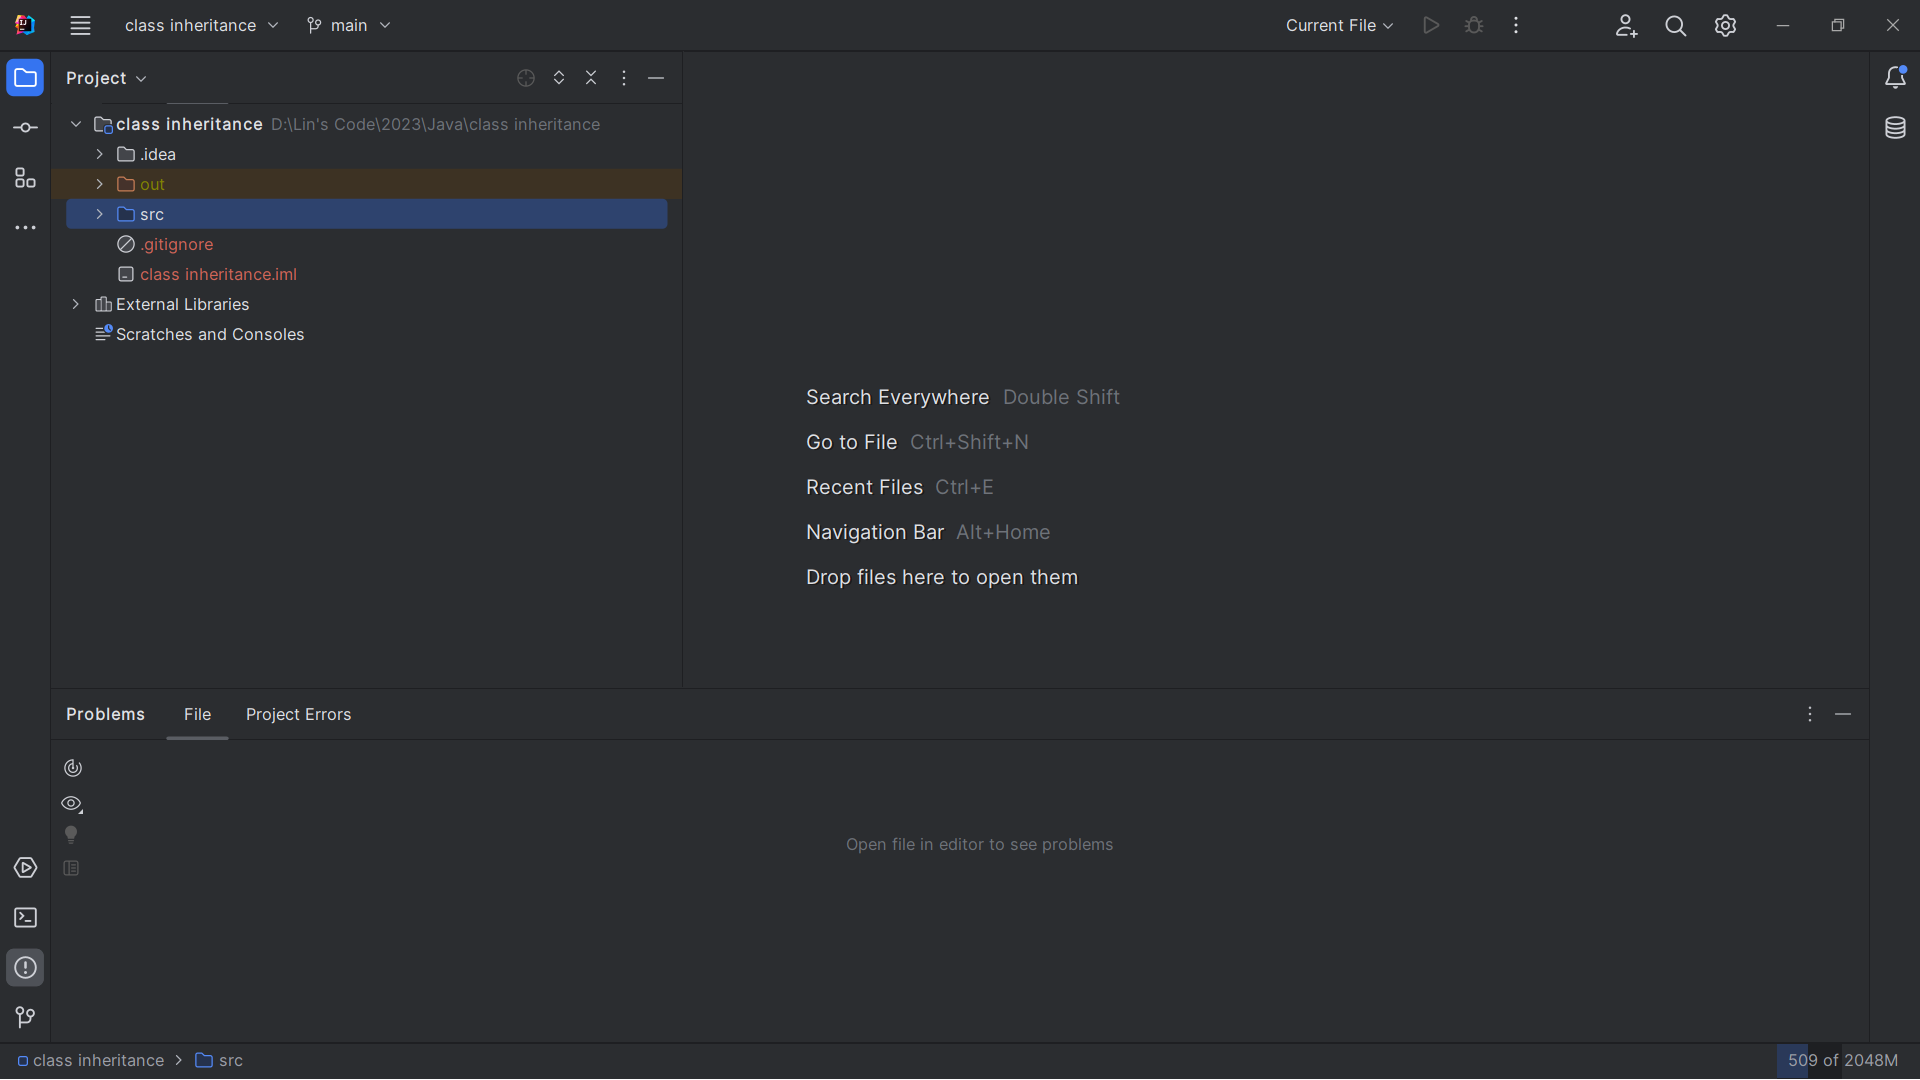 class inheritance main Current File
Project
class inheritance D:\Lin's Code\2023\Java\class inheritance
.idea
out
src
.gitignore
class inheritance.iml
External Libraries
Scratches and Consoles
Search Everywhere Double Shift
Go to File Ctrl+Shift+N
Recent Files Ctrl+E
Navigation Bar Alt+Home
Drop files here to open them
Problems File Project Errors
Open file in editor to see problems
class inheritance src 509 of 2048M